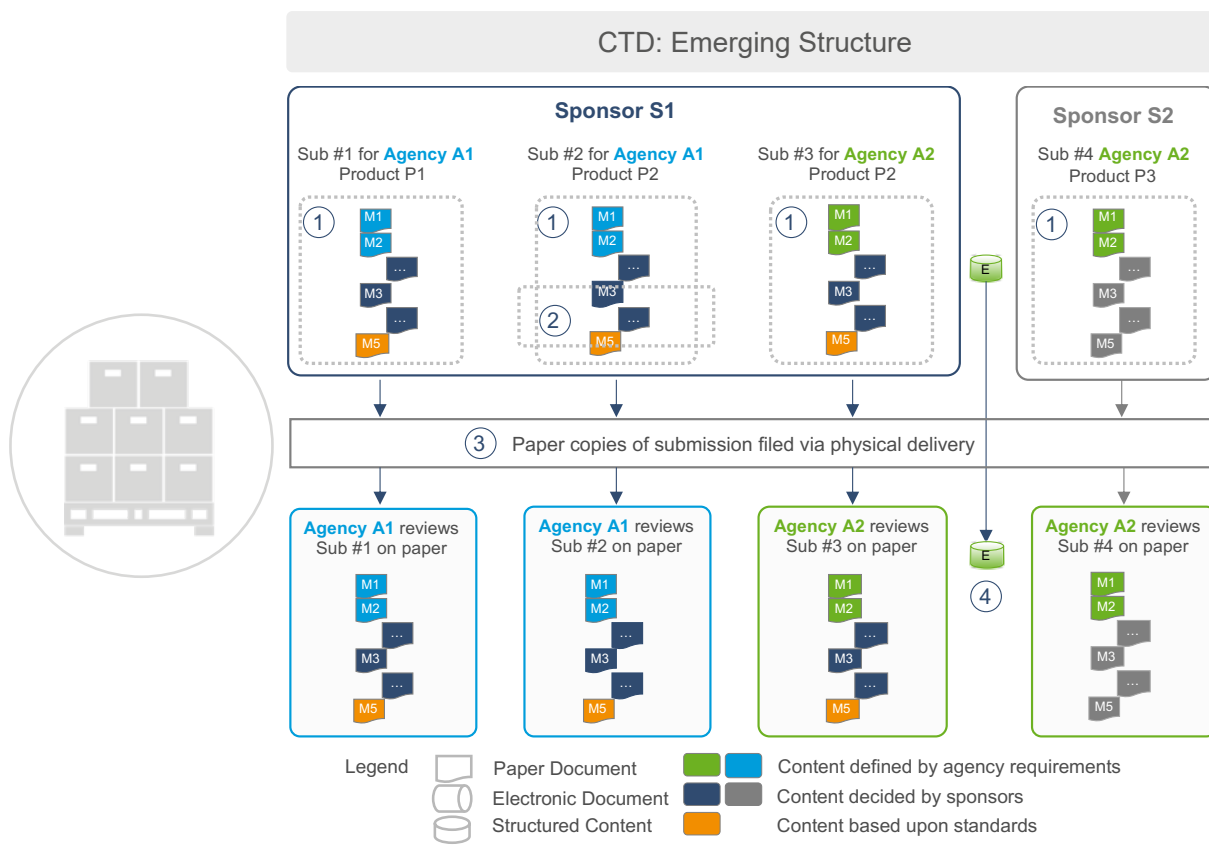 CTD: Emerging Structure
Sponsor S1
Sub #1 for Agency A1
Product P1
1
M1
M2
...
M3
...
M5
Sub #2 for Agency A1
Product P2
1
M1
M2
...
M3
2
...
M5
Sub #3 for Agency A2
Product P2
1
M1
M2
...
M3
...
M5
E
Sponsor S2
Sub #4 Agency A2
Product P3
1
M1
M2
...
M3
...
M5
3 Paper copies of submission filed via physical delivery
Agency A1 reviews
Sub #1 on paper
M1
M2
...
M3
...
M5
Agency A1 reviews
Sub #2 on paper
M1
M2
...
M3
...
M5
Agency A2 reviews
Sub #3 on paper
M1
M2
...
M3
...
M5
E
4
Agency A2 reviews
Sub #4 on paper
M1
M2
...
M3
...
M5
Legend
Paper Document
Electronic Document
Structured Content
Content defined by agency requirements
Content decided by sponsors
Content based upon standards